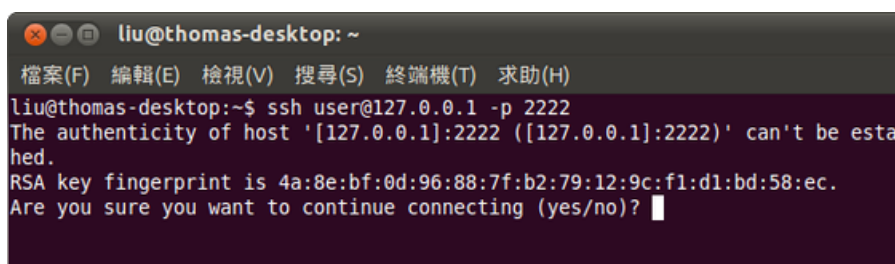 liu@thomas-desktop: ~
檔案(F) 編輯(E) 檢視(V) 搜尋(S) 終端機(T) 求助(H)
liu@thomas-desktop:~$ ssh user@127.0.0.1 -p 2222
The authenticity of host '[127.0.0.1]:2222 ([127.0.0.1]:2222)' can't be esta
hed.
RSA key fingerprint is 4a:8e:bf:0d:96:88:7f:b2:79:12:9c:f1:d1:bd:58:ec.
Are you sure you want to continue connecting (yes/no)?